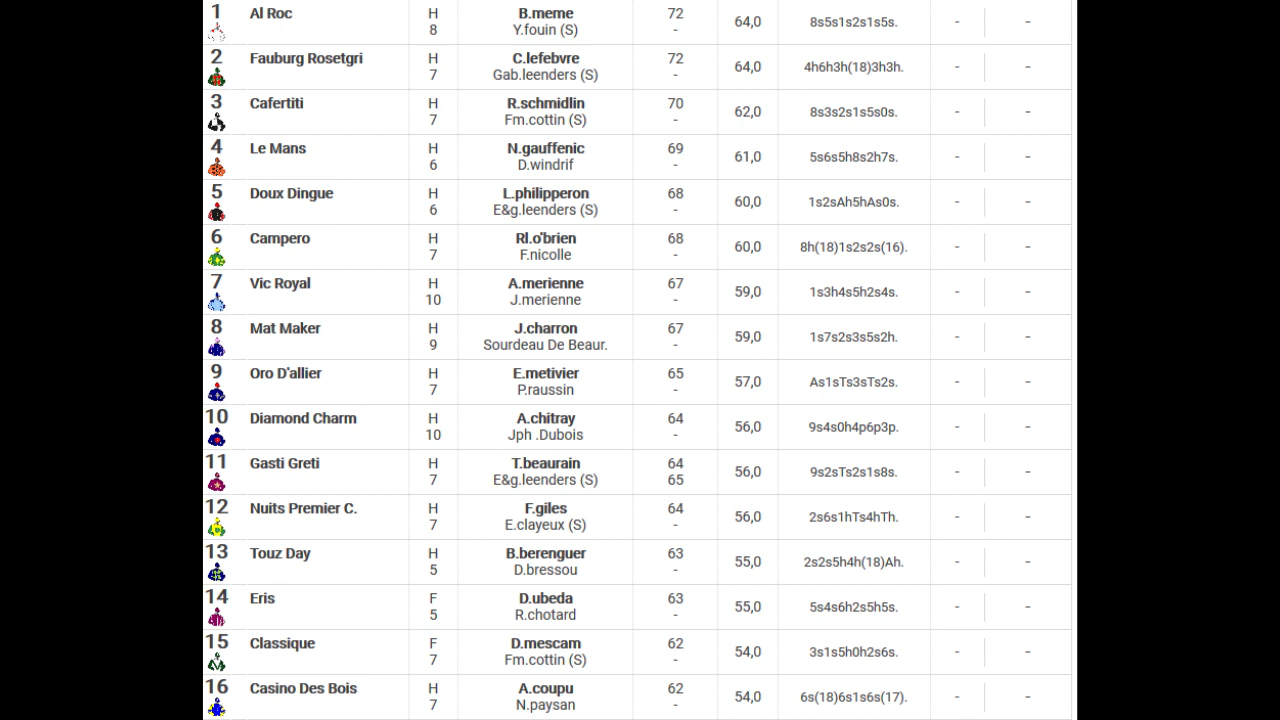 1 Al Roc H B.meme 72 64,0 8s5s1s2s1s5s. - -
8 Y.fouin (S) -
2 Fauburg Rosetgri H C.lefebvre 72 64,0 4h6h3h(18)3h3h. - -
7 Gab.leenders (S) -
3 Cafertiti H R.schmidlin 70 62,0 8s3s2s1s5s0s. - -
7 Fm.cottin (S) -
4 Le Mans H N.gauffenic 69 61,0 5s6s5h8s2h7s. - -
6 D.windrif -
5 Doux Dingue H L.philipperon 68 60,0 1s2sAh5hAs0s. - -
6 E&g.leenders (S) -
6 Campero H Rl.o'brien 68 60,0 8h(18)1s2s2s(16). - -
7 F.nicolle -
7 Vic Royal H A.merienne 67 59,0 1s3h4s5h2s4s. - -
10 J.merienne -
8 Mat Maker H J.charron 67 59,0 1s7s2s3s5s2h. - -
9 Sourdeau De Beaur. -
9 Oro D'allier H E.metivier 65 57,0 As1sTs3sTs2s. - -
7 P.raussin -
10 Diamond Charm H A.chitray 64 56,0 9s4s0h4p6p3p. - -
10 Jph .Dubois -
11 Gasti Greti H T.beaurain 64 56,0 9s2sTs2s1s8s. - -
7 E&g.leenders (S) 65
12 Nuits Premier C. H F.giles 64 56,0 2s6s1hTs4hTh. - -
7 E.clayeux (S) -
13 Touz Day H B.berenguer 63 55,0 2s2s5h4h(18)Ah. - -
5 D.bressou -
14 Eris F D.ubeda 63 55,0 5s4s6h2s5h5s. - -
5 R.chotard -
15 Classique F D.mescam 62 54,0 3s1s5h0h2s6s. - -
7 Fm.cottin (S) -
16 Casino Des Bois H A.coupu 62 54,0 6s(18)6s1s6s(17). - -
7 N.paysan -